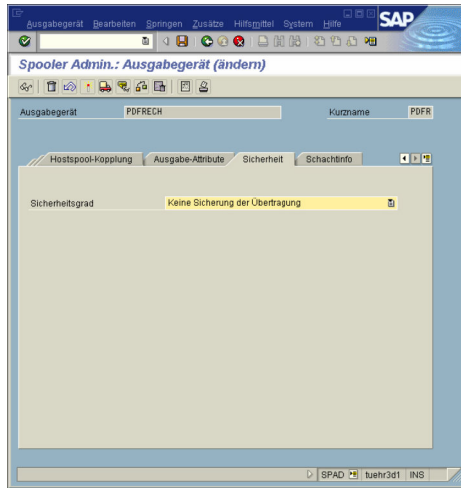 Ausgabegerät Bearbeiten Springen Zusätze Hilfsmittel System Hilfe
SAP
Spooler Admin.: Ausgabegerät (ändern)
Ausgabegerät PDFRECH Kurzname PDFR
Hostspool-Kopplung Ausgabe-Attribute Sicherheit Schachtinfo
Sicherheitsgrad Keine Sicherung der Übertragung
SPAD tuehr3d1 INS